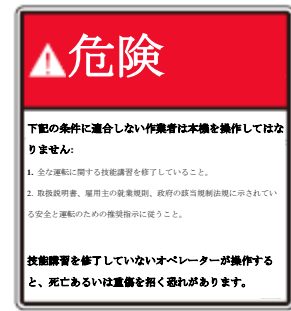 危険
下記の条件に適合しない作業者は本機を操作してはな
りません:
1. 全な運転に関する技能講習を修了していること。
2. 取扱説明書、雇用主の就業規則、政府の該当規制法規に示されてい
る安全と運転のための推奨指示に従うこと。
技能講習を修了していないオペレーターが操作する
と、死亡あるいは重傷を招く恐れがあります。